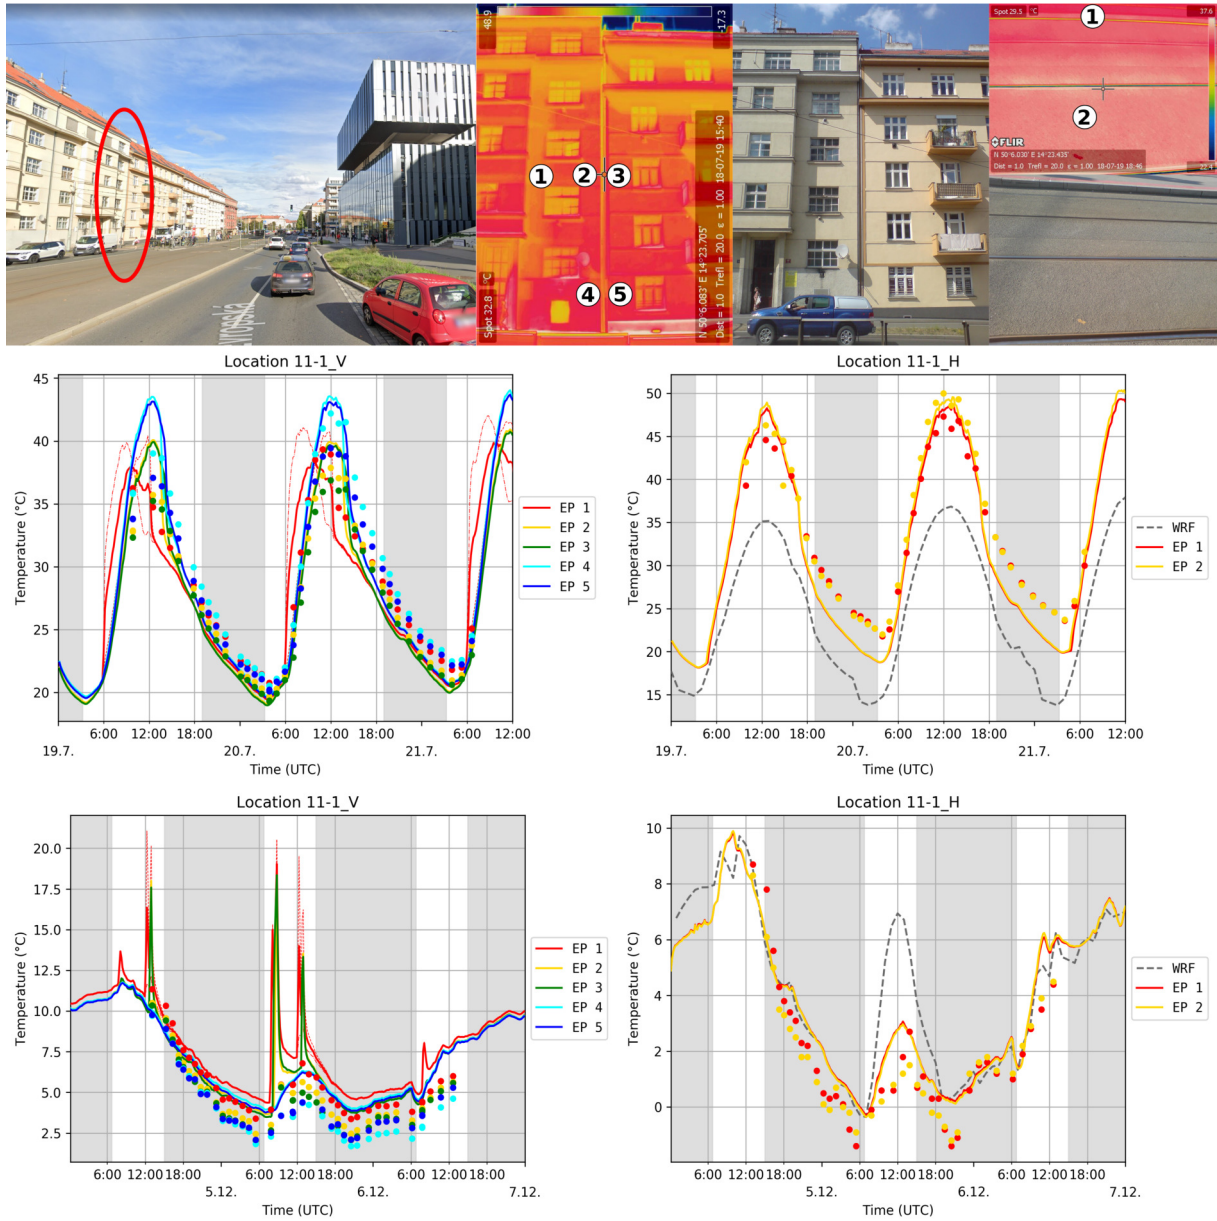 Evropská
48.9
-17.3
1
2
3
4
5
Spot 32.8 °C
N 50°6.083' E 14°23.705'
Dist = 1.0 Trefl = 20.0 ε = 1.00 18-07-19 15:40
Spot 29.5 °C
37.6
1
2
FLIR
N 50°6.030' E 14°23.435'
Dist = 1.0 Trefl = 20.0 ε = 1.00 18-07-19 18:46
22.4
Location 11-1_V
45
40
35
30
25
20
Temperature (°C)
6:00 12:00 6:00 12:00 6:00 12:00
19.7. 20.7. 21.7.
Time (UTC)
EP 1
EP 2
EP 3
EP 4
EP 5
Location 11-1_H
50
45
40
35
30
25
20
15
Temperature (°C)
6:00 12:00 6:00 12:00 6:00 12:00
19.7. 20.7. 21.7.
Time (UTC)
WRF
EP 1
EP 2
Location 11-1_V
20.0
17.5
15.0
12.5
10.0
7.5
5.0
2.5
Temperature (°C)
6:00 12:00 18:00 6:00 12:00 18:00 6:00 12:00 18:00
5.12. 6.12. 7.12.
Time (UTC)
EP 1
EP 2
EP 3
EP 4
EP 5
Location 11-1_H
10
8
6
4
2
0
Temperature (°C)
6:00 12:00 18:00 6:00 12:00 18:00 6:00 12:00 18:00
5.12. 6.12. 7.12.
Time (UTC)
WRF
EP 1
EP 2